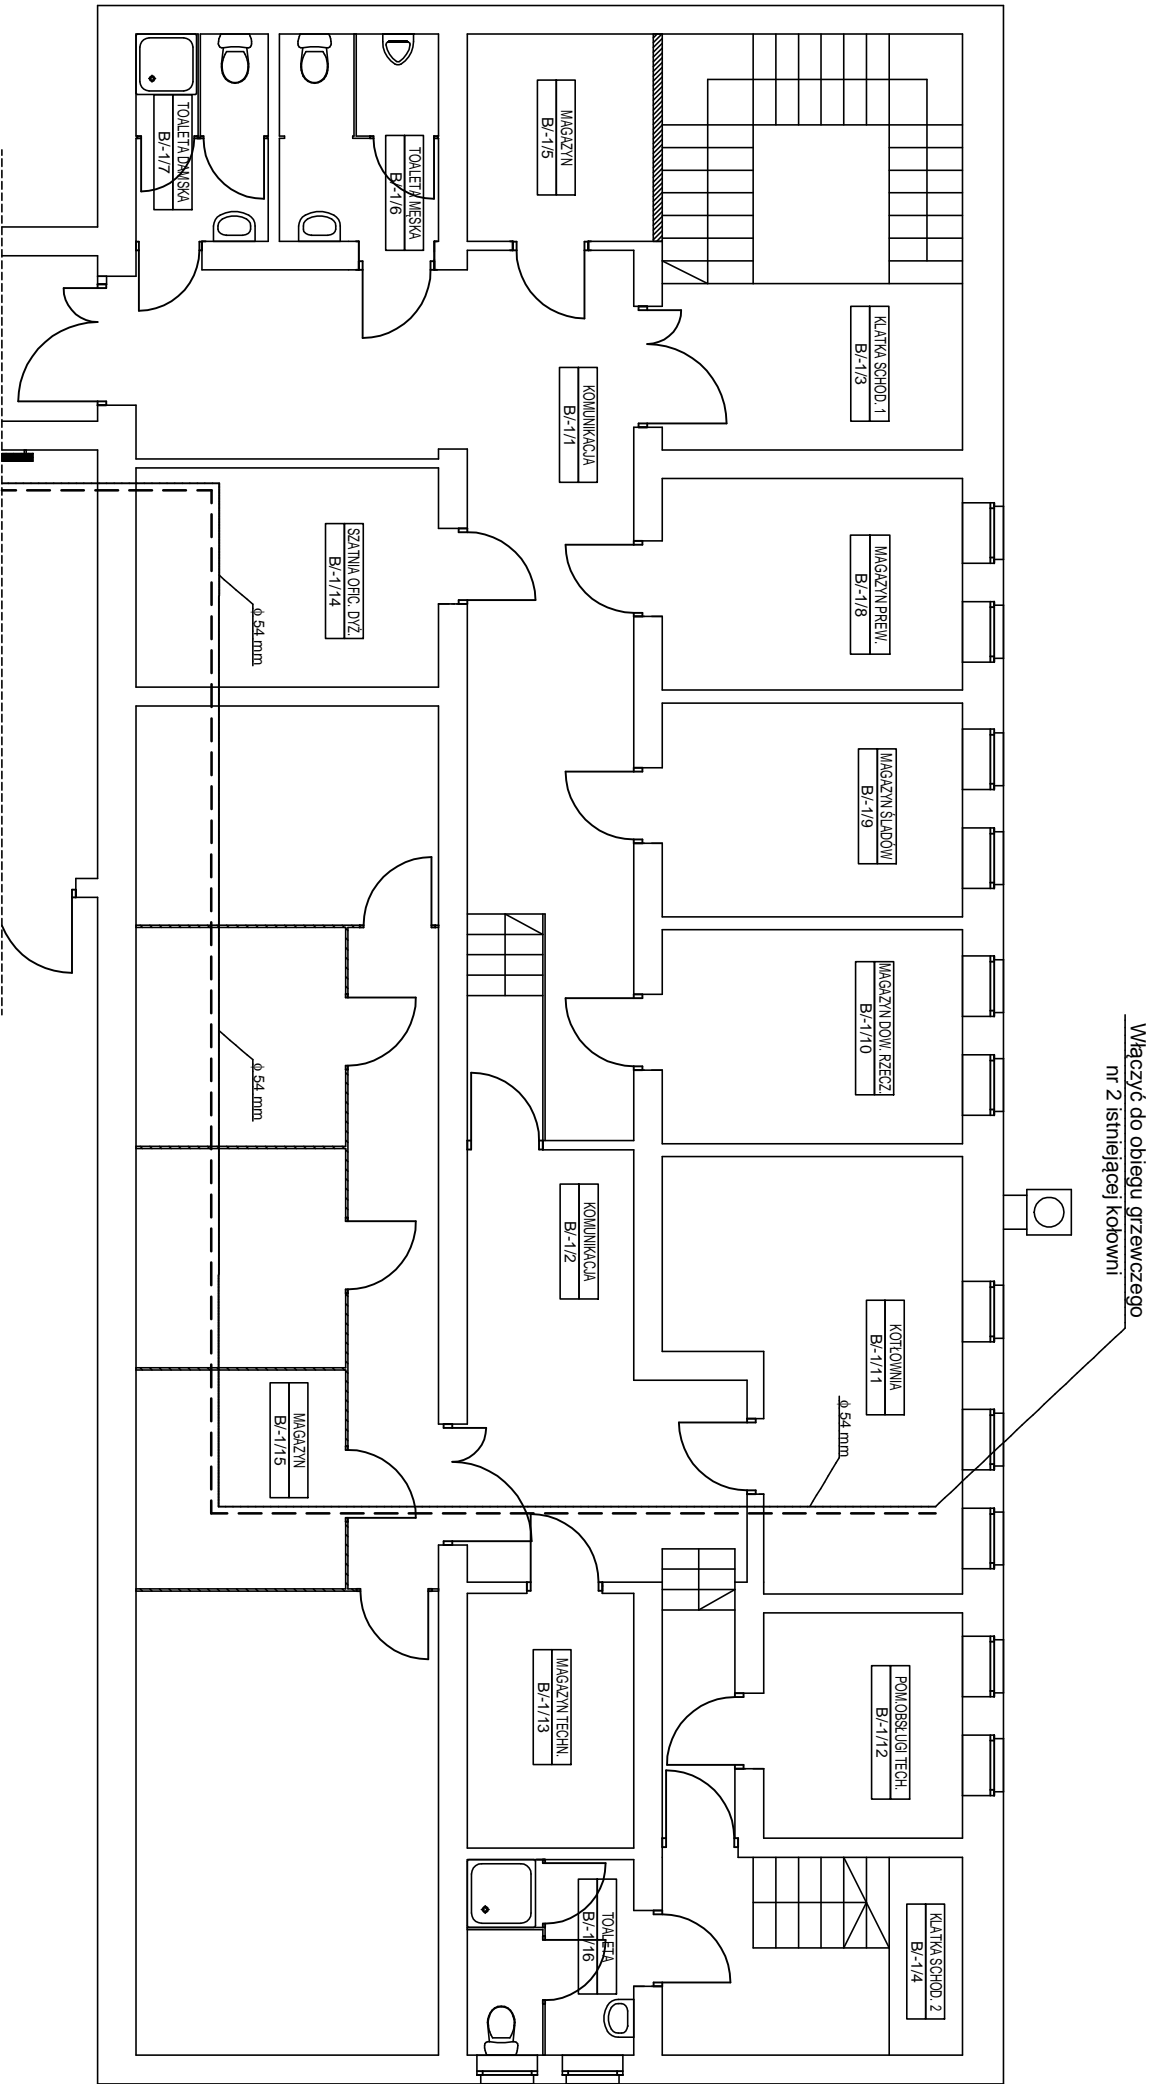 Włączyć do obiegu grzewczego
nr 2 istniejącej kołowni
KLATKA SCHOD. 1
B/-1/3
MAGAZYN PREW.
B/-1/8
MAGAZYN ŚLADÓW
B/-1/9
MAGAZYN DOW. RZECZ.
B/-1/10
KOTŁOWNIA
B/-1/11
ϕ 54 mm
POM.OBSŁUGI TECH.
B/-1/12
KLATKA SCHOD. 2
B/-1/4
MAGAZYN
B/-1/5
KOMUNIKACJA
B/-1/1
KOMUNIKACJA
B/-1/2
MAGAZYN TECHN.
B/-1/13
TOALETA
B/-1/16
TOALETA MĘSKA
B/-1/6
SZATNIA OFIC. DYŻ.
B/-1/14
MAGAZYN
B/-1/15
ϕ 54 mm
ϕ 54 mm
TOALETA DAMSKA
B/-1/7